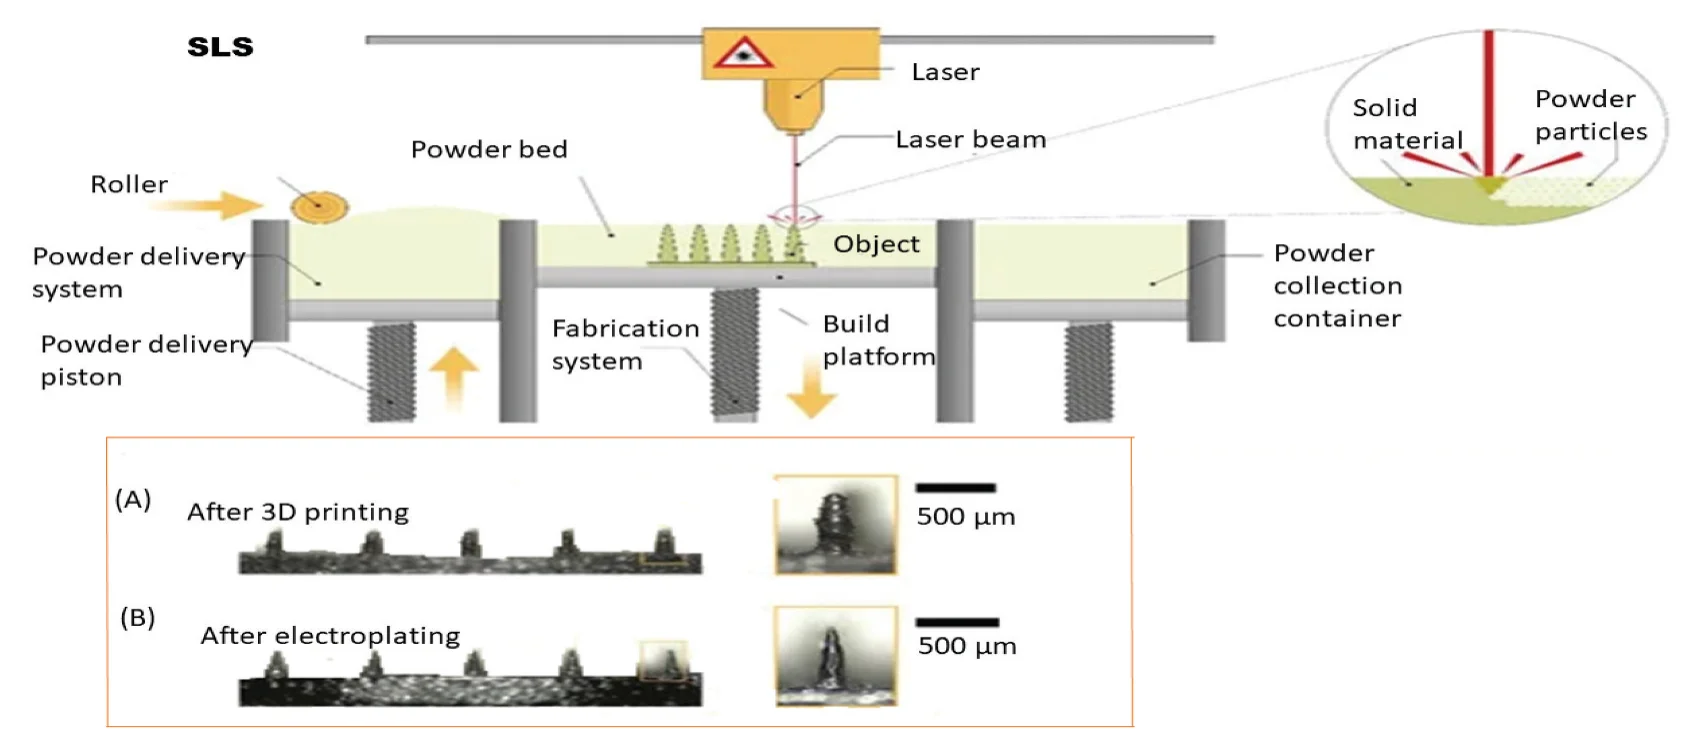 SLS
Laser
Laser beam
Powder bed
Roller
Solid
material
Powder
particles
Powder delivery
system
Object
Powder
collection
container
Powder delivery
piston
Fabrication
system
Build
platform
(A)
After 3D printing
500 µm
(B)
After electroplating
500 µm